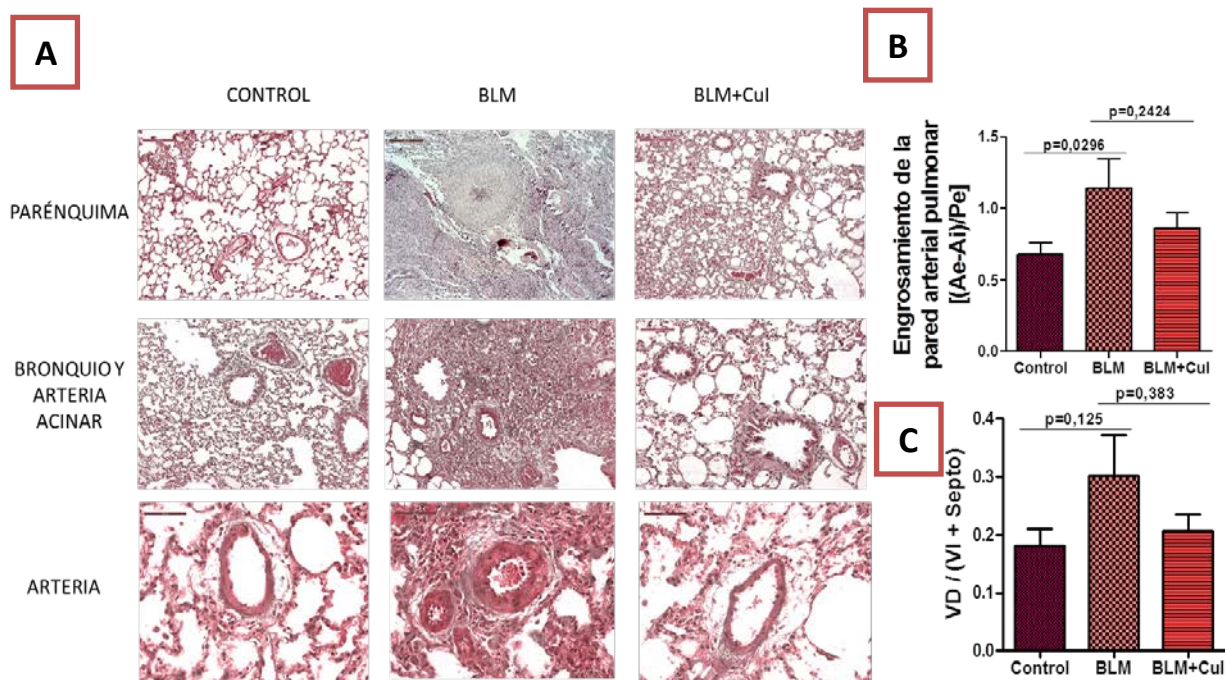 A
CONTROL
BLM
BLM+Cul
PARÉNQUIMA
BRONQUIO Y
ARTERIA
ACINAR
ARTERIA
B
Engrosamiento de la
pared arterial pulmonar
[(Ae-Ai)/Pe]
1.5
1.0
0.5
0.0
p=0,0296
p=0,2424
Control
BLM
BLM+Cul
C
VD / (VI + Septo)
0.4
0.3
0.2
0.1
0.0
p=0,125
p=0,383
Control
BLM
BLM+Cul